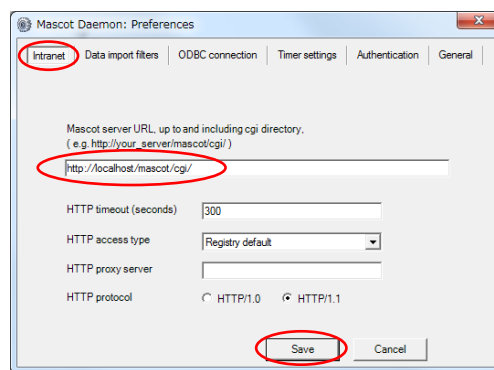 Mascot Daemon: Preferences
Intranet Data import filters ODBC connection Timer settings Authentication General
Mascot server URL, up to and including cgi directory,
( e.g. http://your_server/mascot/cgi/ )
http://localhost/mascot/cgi/
HTTP timeout (seconds) 300
HTTP access type Registry default
HTTP proxy server
HTTP protocol HTTP/1.0 HTTP/1.1
Save Cancel